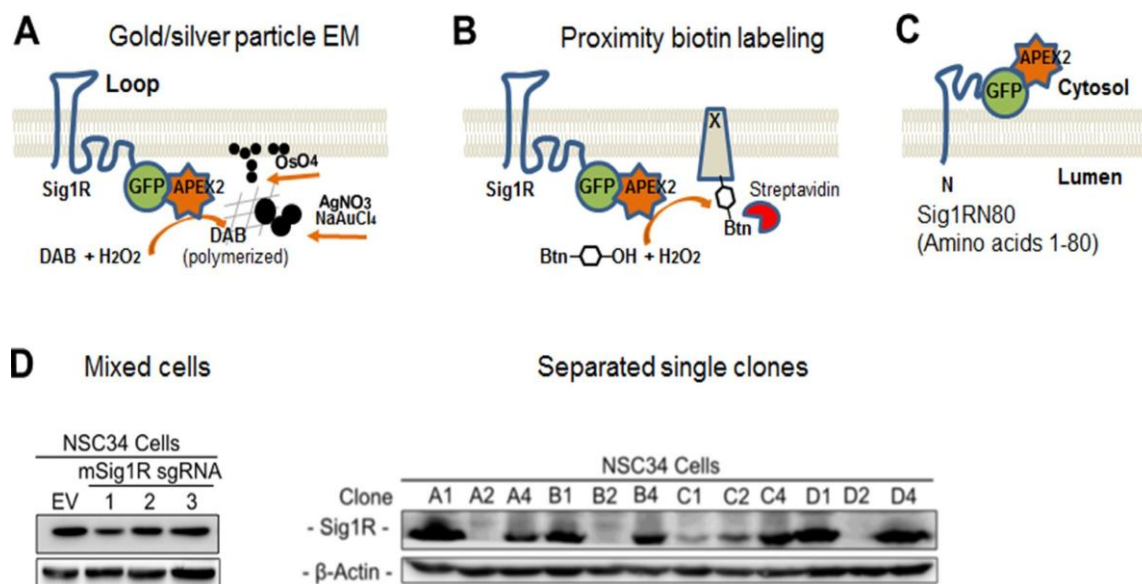 A Gold/silver particle EM
Loop
OsO4
Sig1R
GFP
APEX2
AgNO3
NaAuCl4
DAB
DAB + H2O2
(polymerized)
B Proximity biotin labeling
X
Sig1R
GFP
APEX2
Streptavidin
Btn
Btn-OH + H2O2
C
APEX2
GFP
Cytosol
N
Lumen
Sig1RN80
(Amino acids 1-80)
D Mixed cells
NSC34 Cells
mSig1R sgRNA
EV 1 2 3
Separated single clones
NSC34 Cells
Clone A1 A2 A4 B1 B2 B4 C1 C2 C4 D1 D2 D4
- Sig1R -
- β-Actin -